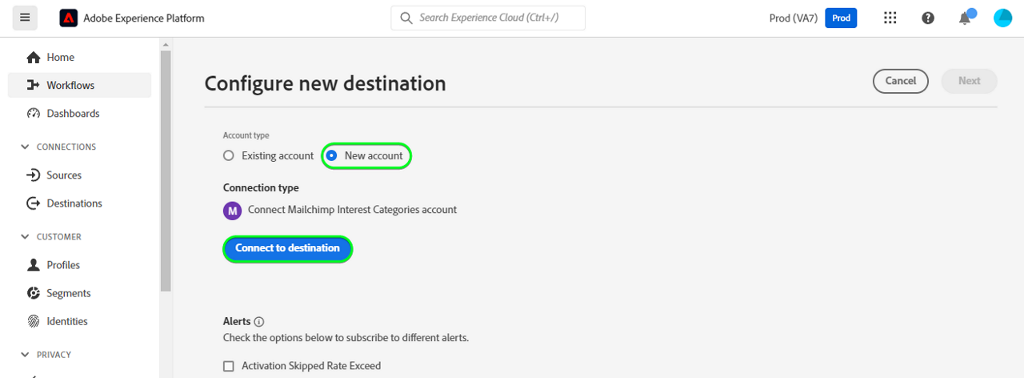 Adobe Experience Platform
Search Experience Cloud (Ctrl+/)
Prod (VA7)
Prod
Home
Workflows
Dashboards
CONNECTIONS
Sources
Destinations
CUSTOMER
Profiles
Segments
Identities
PRIVACY
Configure new destination
Cancel
Next
Account type
Existing account
New account
Connection type
M
Connect Mailchimp Interest Categories account
Connect to destination
Alerts
Check the options below to subscribe to different alerts.
Activation Skipped Rate Exceed